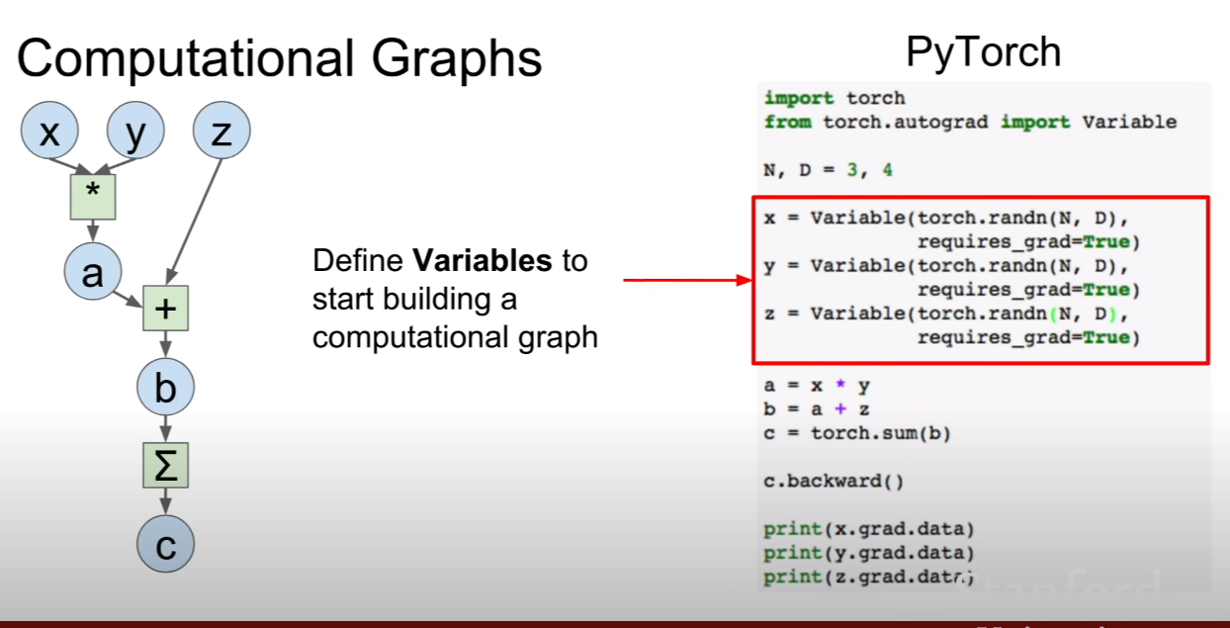 Computational Graphs
x y z
*
a
+
b
Σ
c
Define Variables to
start building a
computational graph
PyTorch
import torch
from torch.autograd import Variable
N, D = 3, 4
x = Variable(torch.randn(N, D),
requires_grad=True)
y = Variable(torch.randn(N, D),
requires_grad=True)
z = Variable(torch.randn(N, D),
requires_grad=True)
a = x * y
b = a + z
c = torch.sum(b)
c.backward()
print(x.grad.data)
print(y.grad.data)
print(z.grad.data)
Stanford